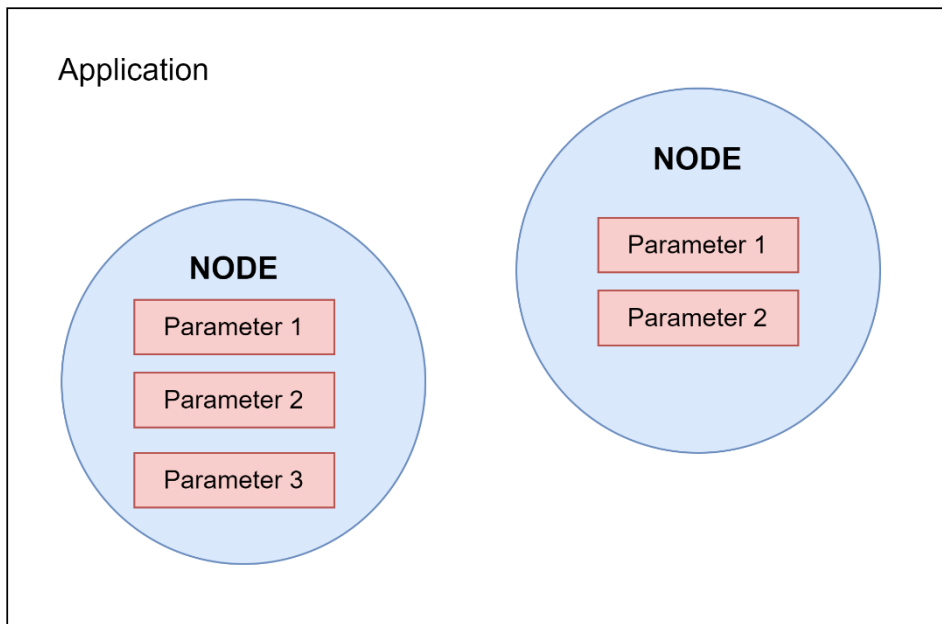 Application
NODE
Parameter 1
Parameter 2
Parameter 3
NODE
Parameter 1
Parameter 2